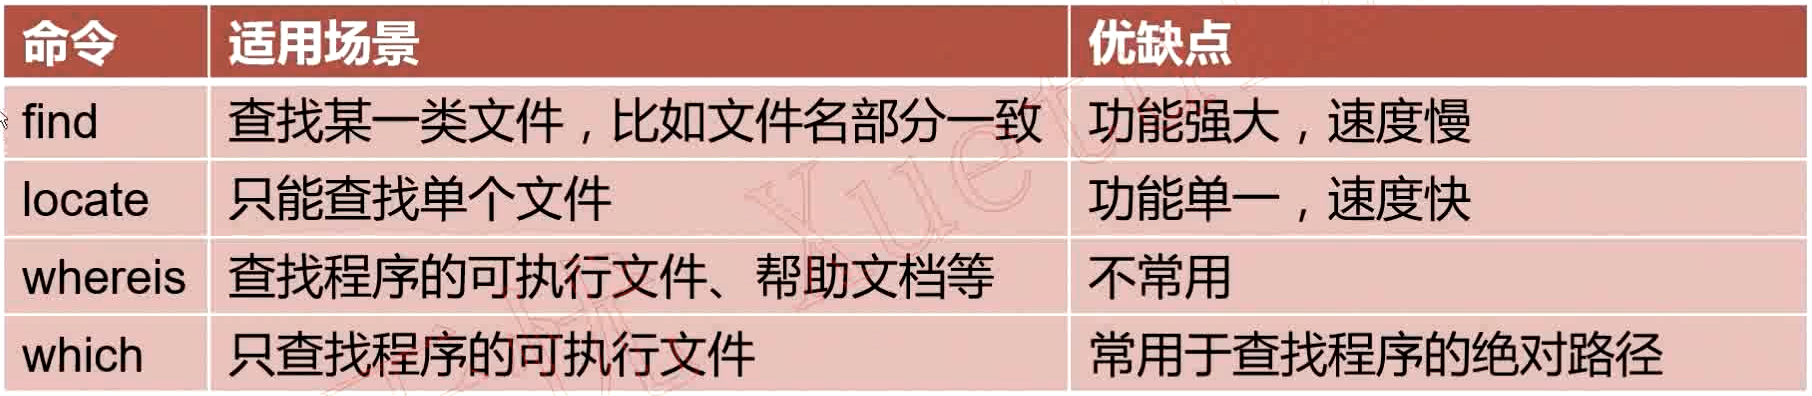 命令 适用场景 优缺点
find 查找某一类文件，比如文件名部分一致 功能强大，速度慢
locate 只能查找单个文件 功能单一，速度快
whereis 查找程序的可执行文件、帮助文档等 不常用
which 只查找程序的可执行文件 常用于查找程序的绝对路径